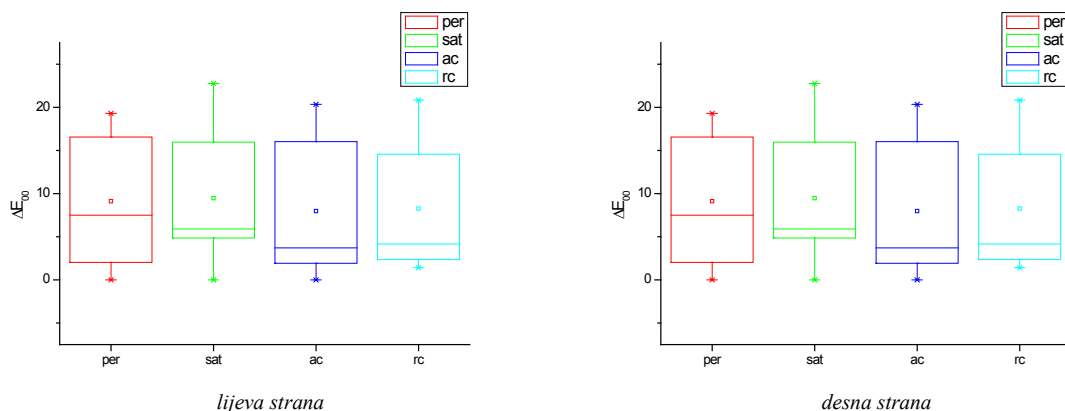 per
sat
ac
rc
20
10
0
ΔE00
per sat ac rc
lijeva strana
per
sat
ac
rc
20
10
0
ΔE00
per sat ac rc
desna strana